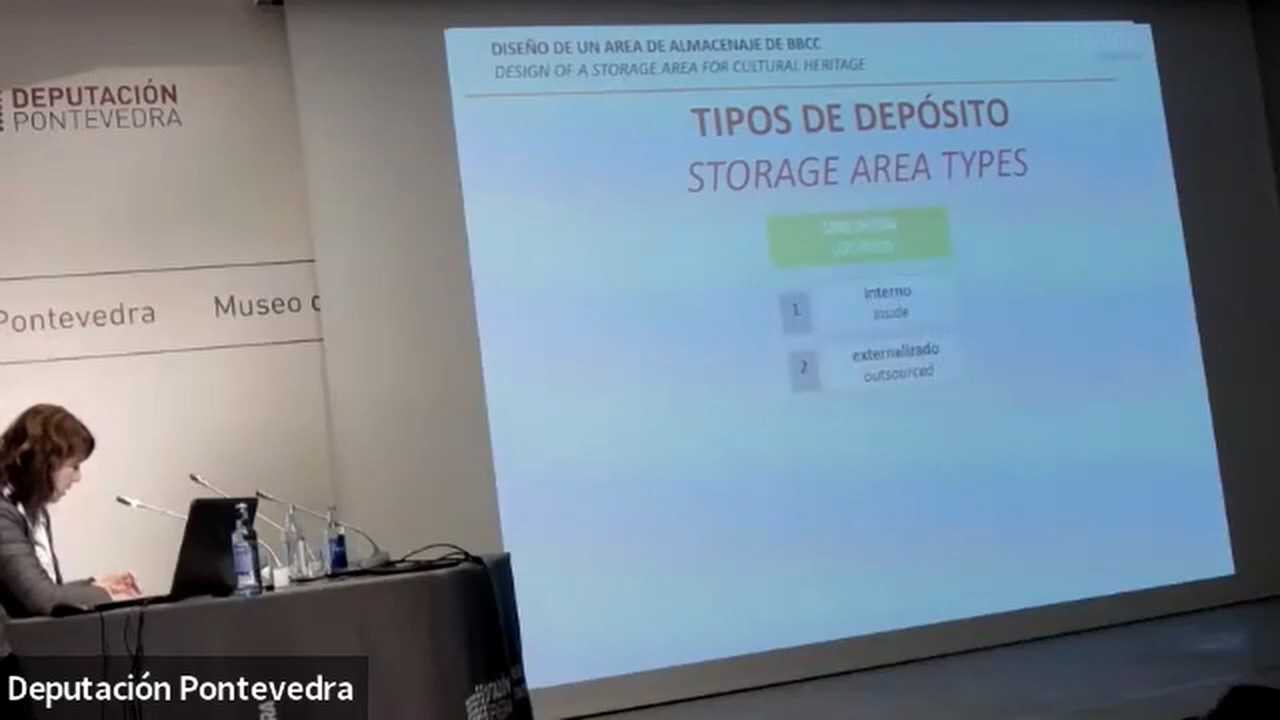 DEPUTACIÓN
PONTEVEDRA
Pontevedra
Museo
DISEÑO DE UN AREA DE ALMACENAJE DE BBCC
DESIGN OF A STORAGE AREA FOR CULTURAL HERITAGE
TIPOS DE DEPÓSITO
STORAGE AREA TYPES
1
interno
inside
2
externalizado
outsourced
Deputación Pontevedra